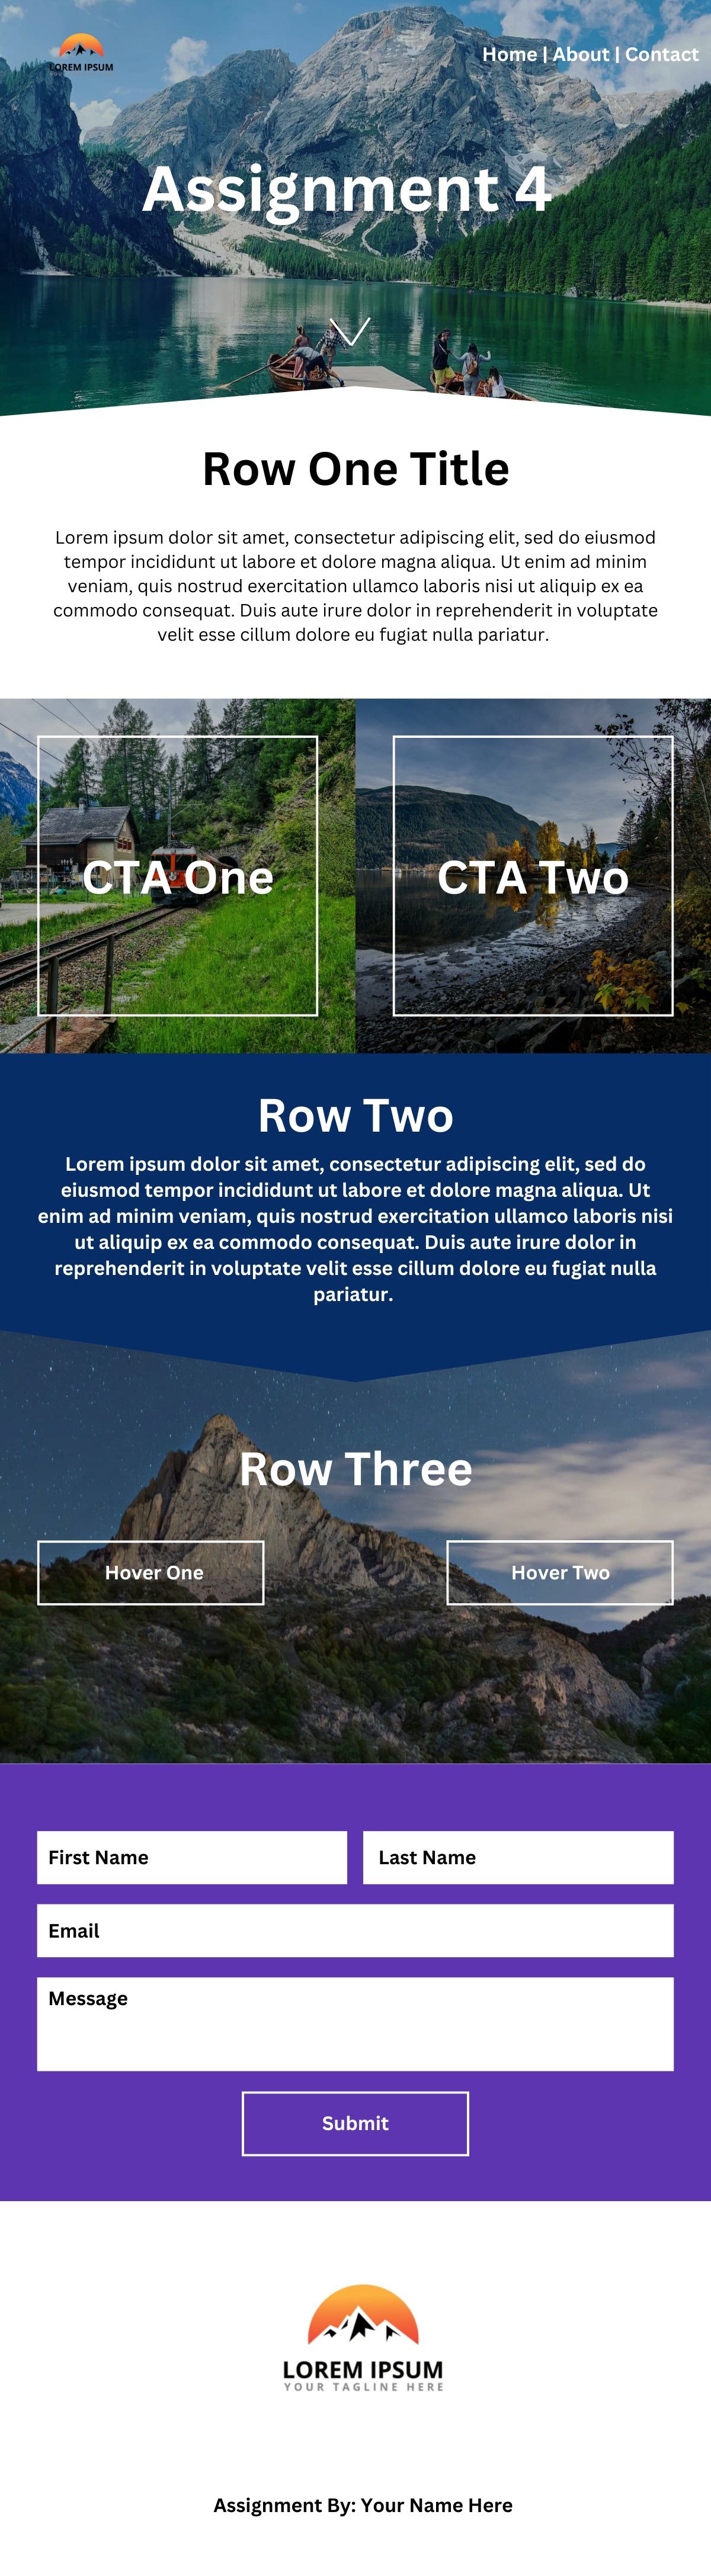 LOREM IPSUM
Home | About | Contact
Assignment 4
Row One Title
Lorem ipsum dolor sit amet, consectetur adipiscing elit, sed do eiusmod
tempor incididunt ut labore et dolore magna aliqua. Ut enim ad minim
veniam, quis nostrud exercitation ullamco laboris nisi ut aliquip ex ea
commodo consequat. Duis aute irure dolor in reprehenderit in voluptate
velit esse cillum dolore eu fugiat nulla pariatur.
CTA One
CTA Two
Row Two
Lorem ipsum dolor sit amet, consectetur adipiscing elit, sed do
eiusmod tempor incididunt ut labore et dolore magna aliqua. Ut
enim ad minim veniam, quis nostrud exercitation ullamco laboris nisi
ut aliquip ex ea commodo consequat. Duis aute irure dolor in
reprehenderit in voluptate velit esse cillum dolore eu fugiat nulla
pariatur.
Row Three
Hover One
Hover Two
First Name
Last Name
Email
Message
Submit
LOREM IPSUM
YOUR TAGLINE HERE
Assignment By: Your Name Here